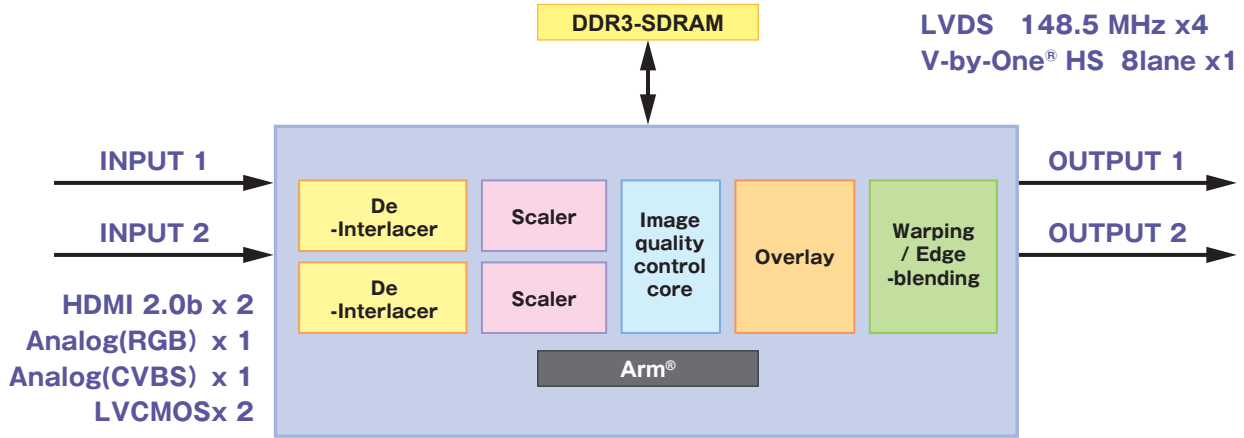 DDR3-SDRAM
LVDS 148.5 MHz x4
V-by-One® HS 8lane x1
INPUT 1
INPUT 2
HDMI 2.0b x 2
Analog(RGB) x 1
Analog(CVBS) x 1
LVCMOSx 2
De
-Interlacer
De
-Interlacer
Scaler
Scaler
Image
quality
control
core
Overlay
Warping
/ Edge
-blending
Arm®
OUTPUT 1
OUTPUT 2